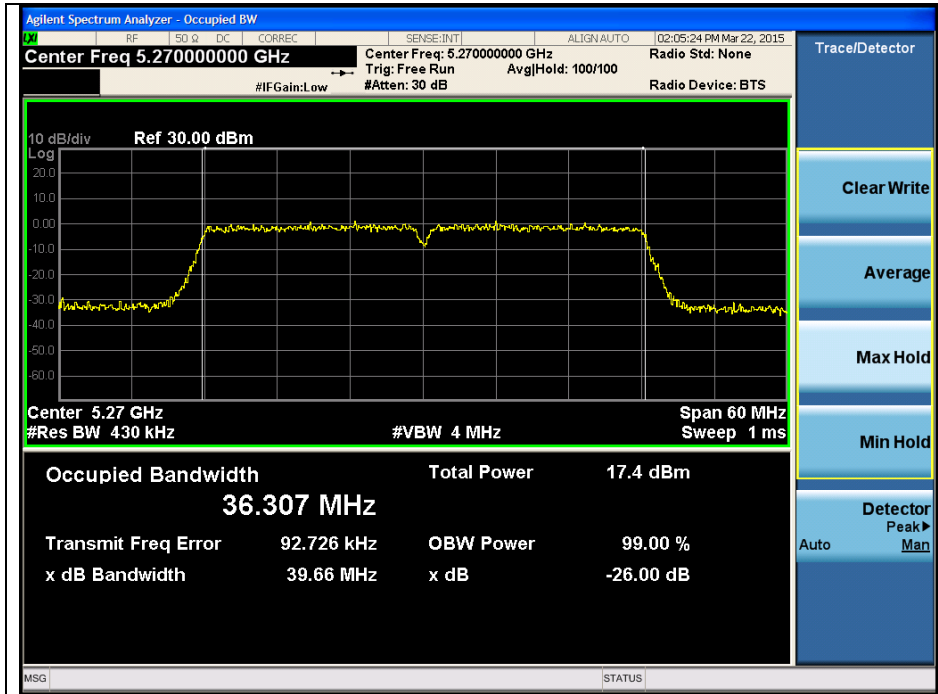 Agilent Spectrum Analyzer - Occupied BW
LXI RF 50 Ω DC CORREC SENSE:INT ALIGN AUTO 02:05:24 PM Mar 22, 2015
Center Freq 5.270000000 GHz
Center Freq: 5.270000000 GHz Radio Std: None
Trig: Free Run Avg|Hold: 100/100
#IFGain:Low #Atten: 30 dB Radio Device: BTS
10 dB/div Ref 30.00 dBm
Log
20.0
10.0
0.00
-10.0
-20.0
-30.0
-40.0
-50.0
-60.0
Center 5.27 GHz Span 60 MHz
#Res BW 430 kHz #VBW 4 MHz Sweep 1 ms
Occupied Bandwidth Total Power 17.4 dBm
36.307 MHz
Transmit Freq Error 92.726 kHz OBW Power 99.00 %
x dB Bandwidth 39.66 MHz x dB -26.00 dB
MSG STATUS
Trace/Detector
Clear Write
Average
Max Hold
Min Hold
Detector
Peak▶
Auto Man